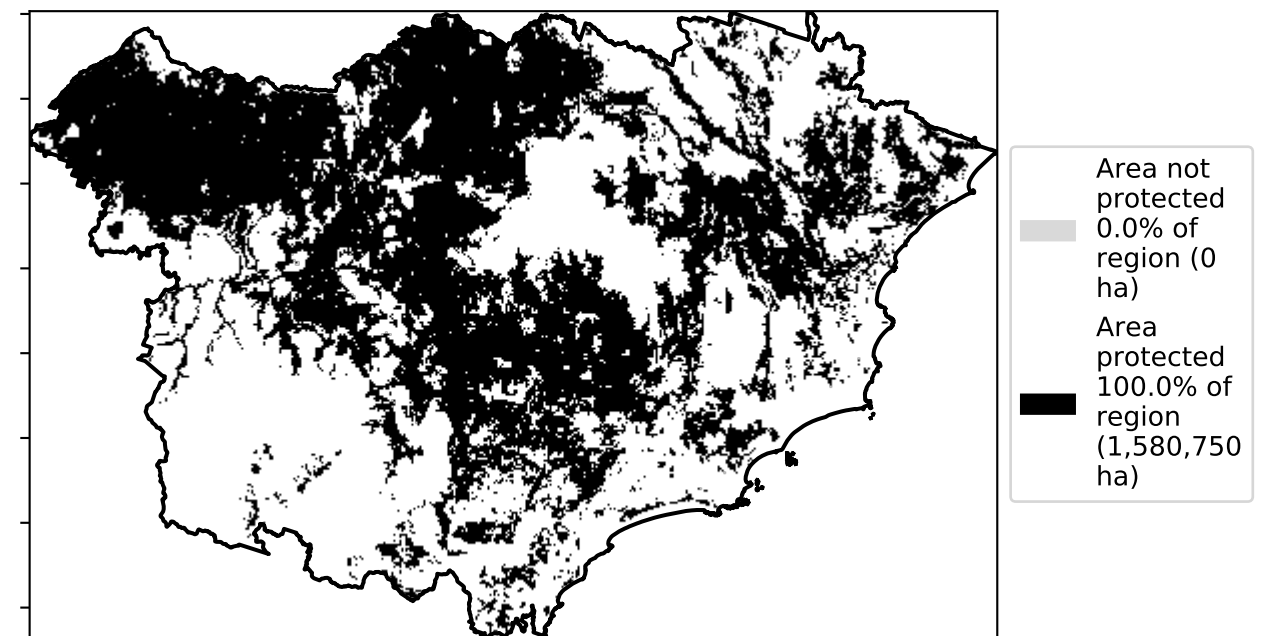 Area not
protected
0.0% of
region (0
ha)
Area
protected
100.0% of
region
(1,580,750
ha)